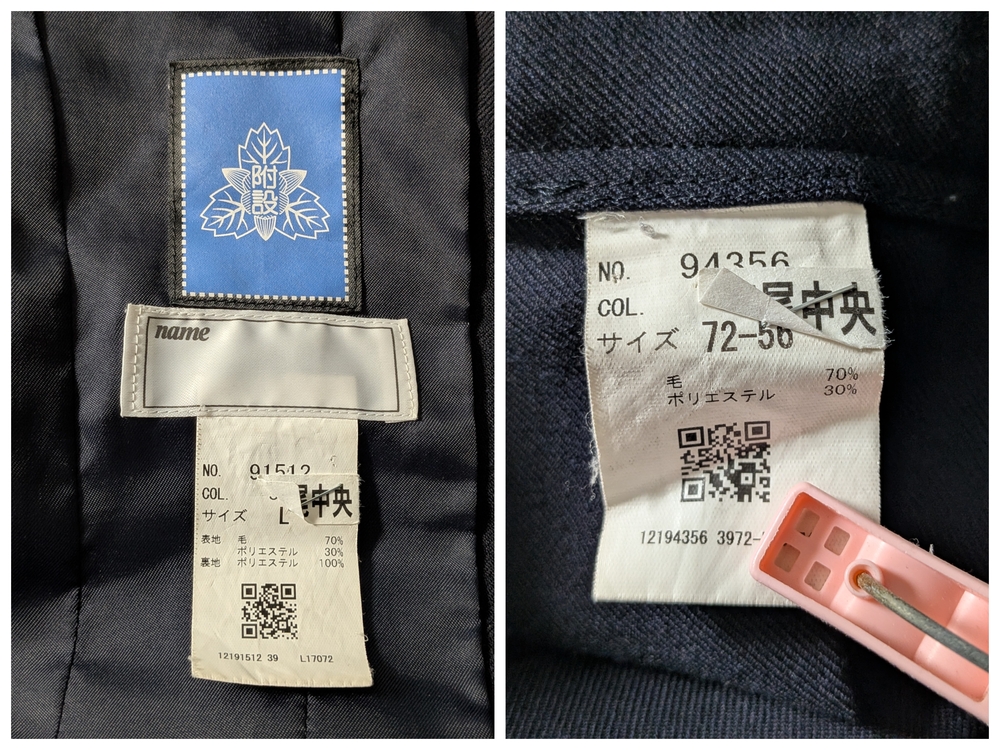 附設
name
NO. 91512
COL.
尾中央
サイズ L
表地 毛 70%
ポリエステル 30%
裏地 ポリエステル 100%
12191512 39 L17072
NO. 94356
COL.
尾中央
サイズ 72-56
毛 70%
ポリエステル 30%
12194356 3972-